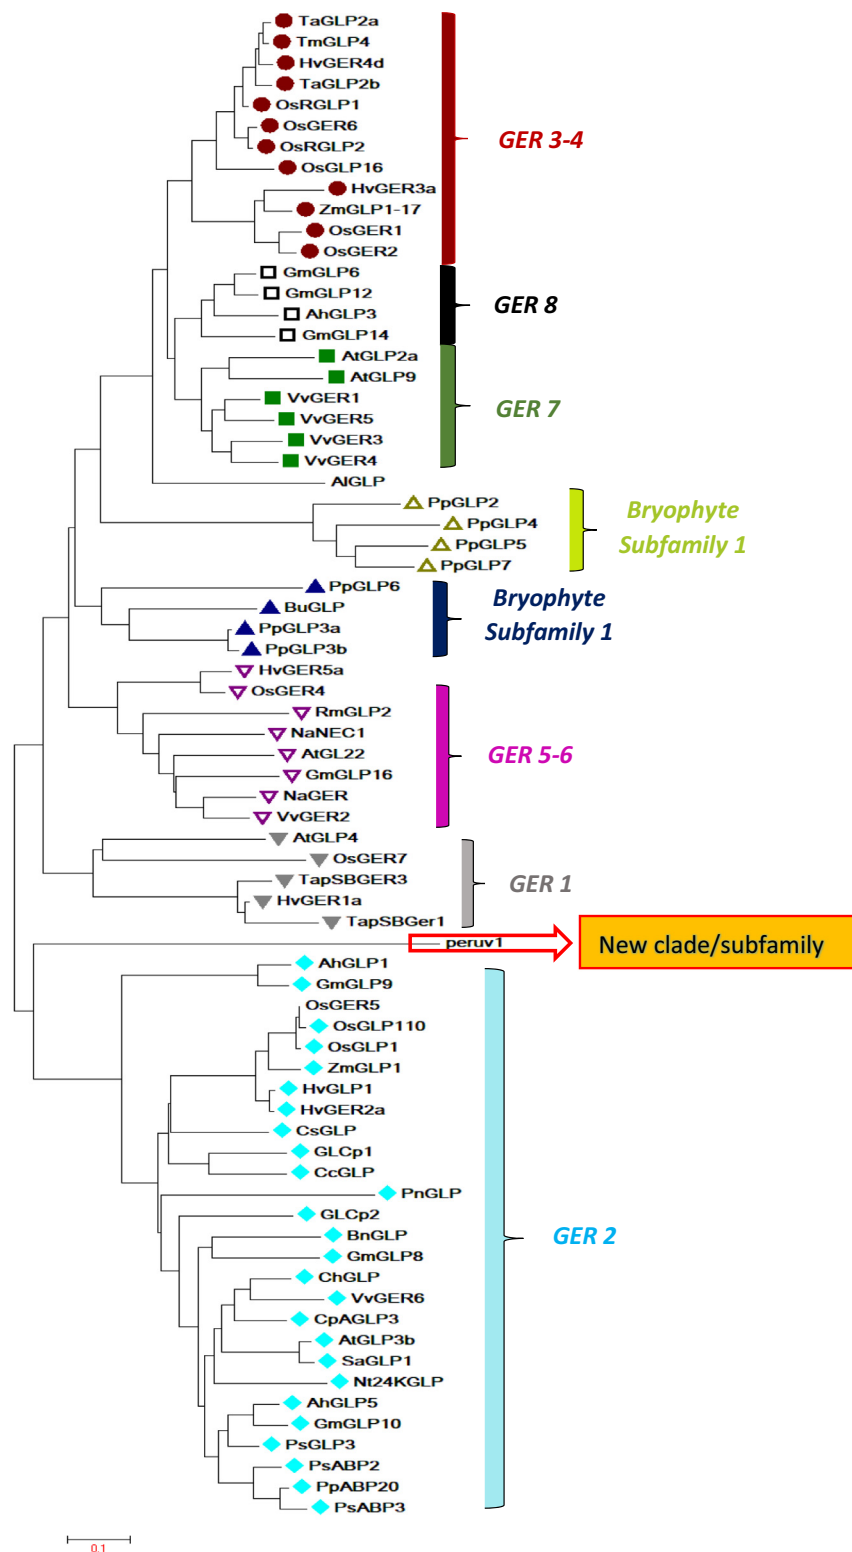 TaGLP2a
TmGLP4
HvGER4d
TaGLP2b
OsRGLP1
OsGER6
OsRGLP2
OsGLP16
HvGER3a
ZmGLP1-17
OsGER1
OsGER2
GER 3-4
GmGLP6
GmGLP12
AhGLP3
GmGLP14
GER 8
AtGLP2a
AtGLP9
VvGER1
VvGER5
VvGER3
VvGER4
GER 7
AlGLP
PpGLP2
PpGLP4
PpGLP5
PpGLP7
Bryophyte
Subfamily 1
PpGLP6
BuGLP
PpGLP3a
PpGLP3b
Bryophyte
Subfamily 1
HvGER5a
OsGER4
RmGLP2
NaNEC1
AtGL22
GmGLP16
NaGER
VvGER2
GER 5-6
AtGLP4
OsGER7
TapSBGER3
HvGER1a
TapSBGer1
GER 1
peruv1
New clade/subfamily
AhGLP1
GmGLP9
OsGER5
OsGLP110
OsGLP1
ZmGLP1
HvGLP1
HvGER2a
CsGLP
GLCp1
CcGLP
PnGLP
GLCp2
BnGLP
GmGLP8
ChGLP
VvGER6
CpAGLP3
AtGLP3b
SaGLP1
Nt24KGLP
AhGLP5
GmGLP10
PsGLP3
PsABP2
PpABP20
PsABP3
GER 2
0.1